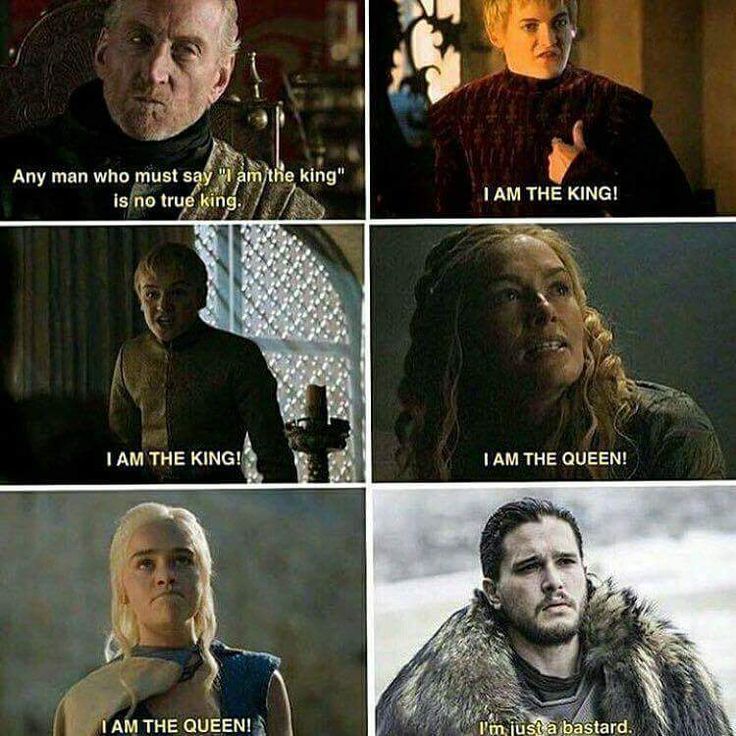 Any man who must say "I am the king"
is no true king.
I AM THE KING!
I AM THE KING!
I AM THE QUEEN!
I AM THE QUEEN!
I'm just a bastard.